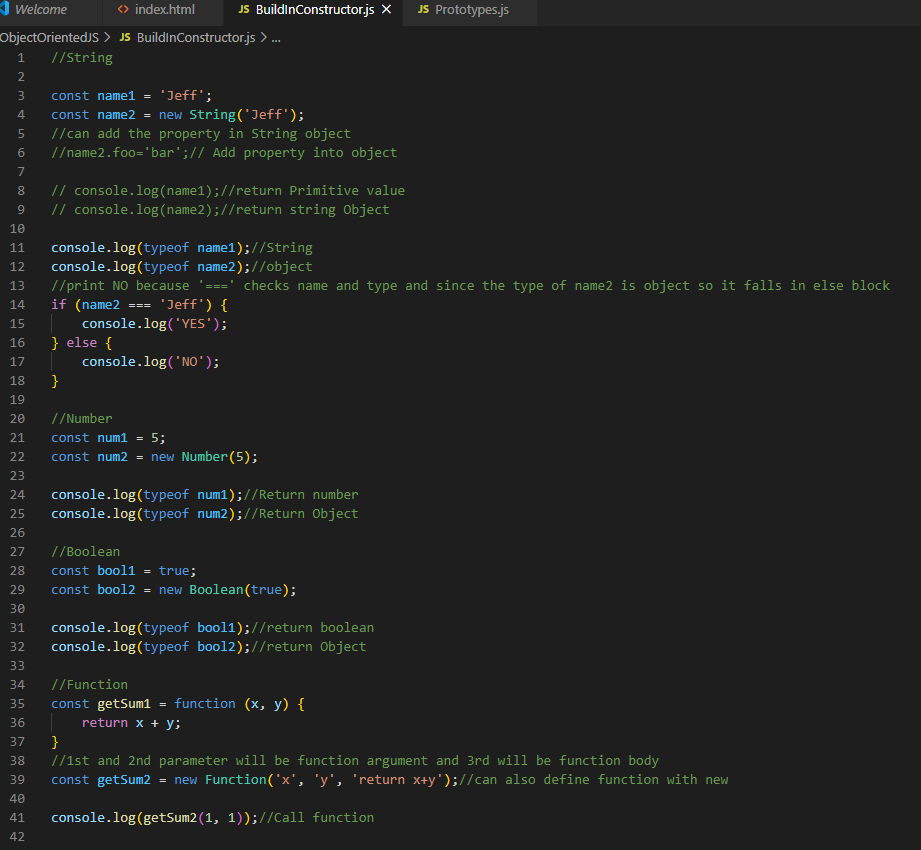 Welcome <> index.html JS BuildInConstructor.js × JS Prototypes.js
ObjectOrientedJS > JS BuildInConstructor.js > ...
1 //String
2
3 const name1 = 'Jeff';
4 const name2 = new String('Jeff');
5 //can add the property in String object
6 //name2.foo='bar';// Add property into object
7
8 // console.log(name1);//return Primitive value
9 // console.log(name2);//return string Object
10
11 console.log(typeof name1);//String
12 console.log(typeof name2);//object
13 //print NO because '===' checks name and type and since the type of name2 is object so it falls in else block
14 if (name2 === 'Jeff') {
15 console.log('YES');
16 } else {
17 console.log('NO');
18 }
19
20 //Number
21 const num1 = 5;
22 const num2 = new Number(5);
23
24 console.log(typeof num1);//Return number
25 console.log(typeof num2);//Return Object
26
27 //Boolean
28 const bool1 = true;
29 const bool2 = new Boolean(true);
30
31 console.log(typeof bool1);//return boolean
32 console.log(typeof bool2);//return Object
33
34 //Function
35 const getSum1 = function (x, y) {
36 return x + y;
37 }
38 //1st and 2nd parameter will be function argument and 3rd will be function body
39 const getSum2 = new Function('x', 'y', 'return x+y');//can also define function with new
40
41 console.log(getSum2(1, 1));//Call function
42